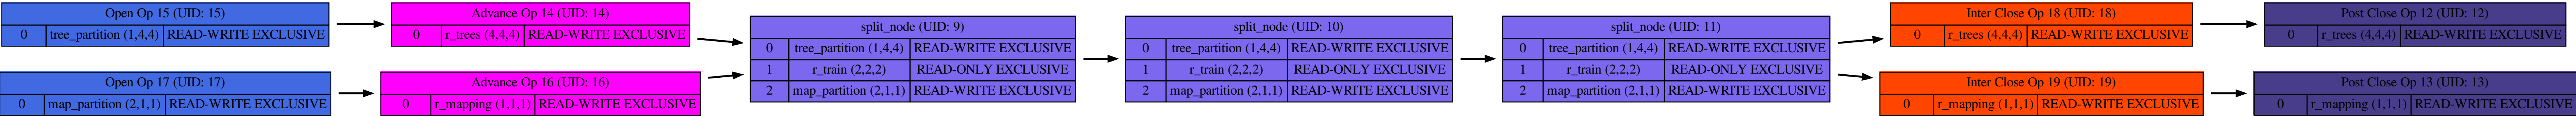 Open Op 15 (UID: 15)
0 tree_partition (1,4,4) READ-WRITE EXCLUSIVE
Open Op 17 (UID: 17)
0 map_partition (2,1,1) READ-WRITE EXCLUSIVE
Advance Op 14 (UID: 14)
0 r_trees (4,4,4) READ-WRITE EXCLUSIVE
Advance Op 16 (UID: 16)
0 r_mapping (1,1,1) READ-WRITE EXCLUSIVE
split_node (UID: 9)
0 tree_partition (1,4,4) READ-WRITE EXCLUSIVE
1 r_train (2,2,2) READ-ONLY EXCLUSIVE
2 map_partition (2,1,1) READ-WRITE EXCLUSIVE
split_node (UID: 10)
0 tree_partition (1,4,4) READ-WRITE EXCLUSIVE
1 r_train (2,2,2) READ-ONLY EXCLUSIVE
2 map_partition (2,1,1) READ-WRITE EXCLUSIVE
split_node (UID: 11)
0 tree_partition (1,4,4) READ-WRITE EXCLUSIVE
1 r_train (2,2,2) READ-ONLY EXCLUSIVE
2 map_partition (2,1,1) READ-WRITE EXCLUSIVE
Inter Close Op 18 (UID: 18)
0 r_trees (4,4,4) READ-WRITE EXCLUSIVE
Inter Close Op 19 (UID: 19)
0 r_mapping (1,1,1) READ-WRITE EXCLUSIVE
Post Close Op 12 (UID: 12)
0 r_trees (4,4,4) READ-WRITE EXCLUSIVE
Post Close Op 13 (UID: 13)
0 r_mapping (1,1,1) READ-WRITE EXCLUSIVE